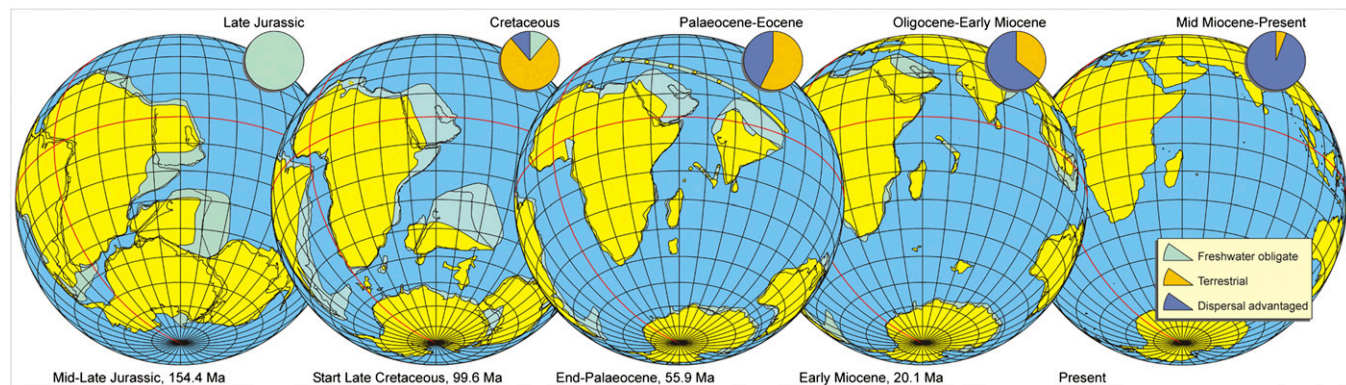 Late Jurassic
Cretaceous
Palaeocene-Eocene
Oligocene-Early Miocene
Mid Miocene-Present
Freshwater obligate
Terrestrial
Dispersal advantaged
Mid-Late Jurassic, 154.4 Ma
Start Late Cretaceous, 99.6 Ma
End-Palaeocene, 55.9 Ma
Early Miocene, 20.1 Ma
Present